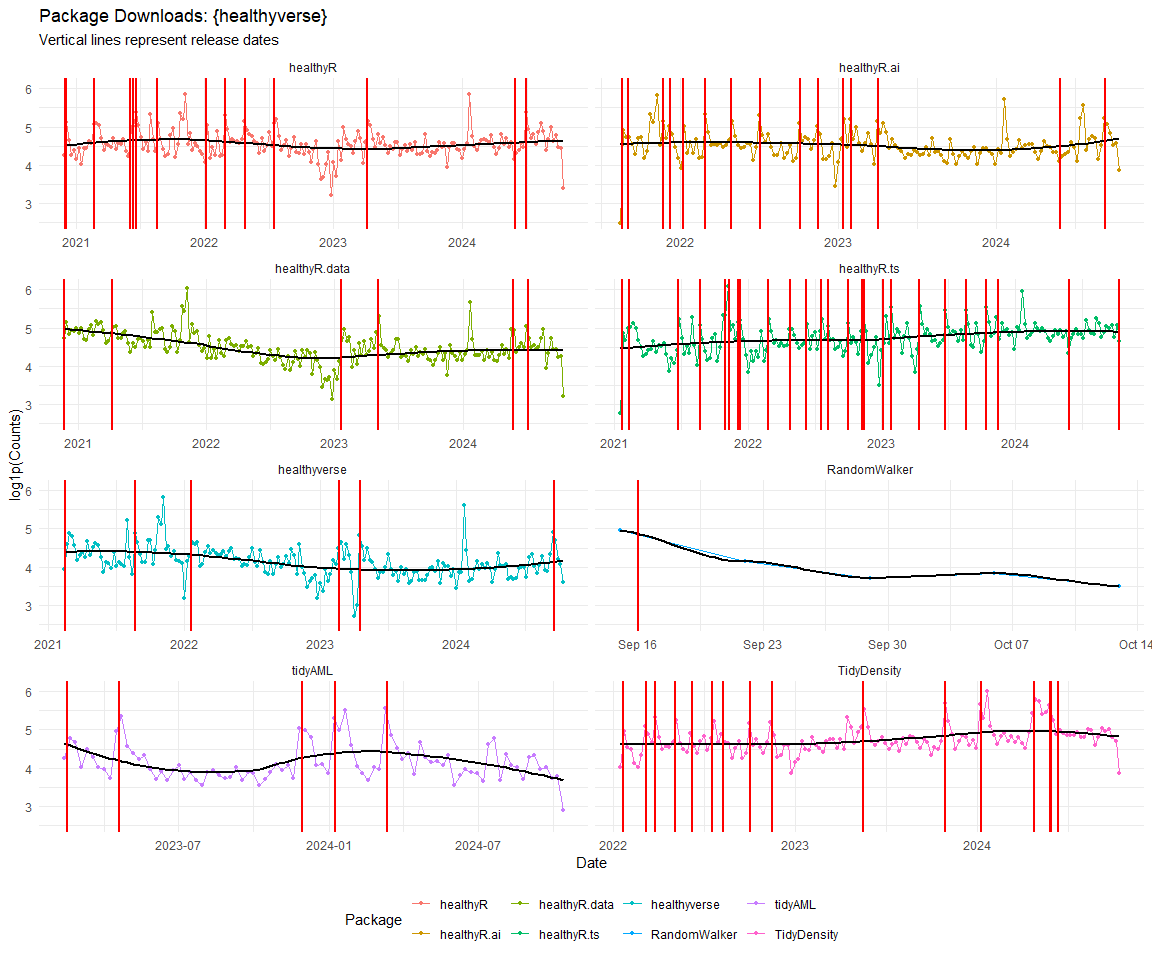 Package Downloads: {healthyverse}
Vertical lines represent release dates
healthyR
healthyR.ai
6
5
4
3
2021 2022 2023 2024
2022 2023 2024
healthyR.data
healthyR.ts
6
5
4
3
2021 2022 2023 2024
2021 2022 2023 2024
log1p(Counts)
healthyverse
RandomWalker
6
5
4
3
2021 2022 2023 2024
Sep 16 Sep 23 Sep 30 Oct 07 Oct 14
tidyAML
TidyDensity
6
5
4
3
2023-07 2024-01 2024-07
2022 2023 2024
Date
Package
healthyR healthyR.data healthyverse tidyAML
healthyR.ai healthyR.ts RandomWalker TidyDensity